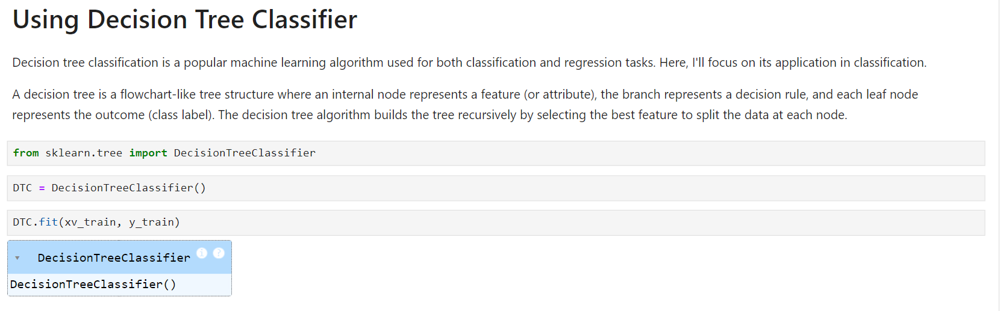 Using Decision Tree Classifier
Decision tree classification is a popular machine learning algorithm used for both classification and regression tasks. Here, I'll focus on its application in classification.
A decision tree is a flowchart-like tree structure where an internal node represents a feature (or attribute), the branch represents a decision rule, and each leaf node
represents the outcome (class label). The decision tree algorithm builds the tree recursively by selecting the best feature to split the data at each node.
from sklearn.tree import DecisionTreeClassifier
DTC = DecisionTreeClassifier()
DTC.fit(xv_train, y_train)
▾ DecisionTreeClassifier i ?
DecisionTreeClassifier()